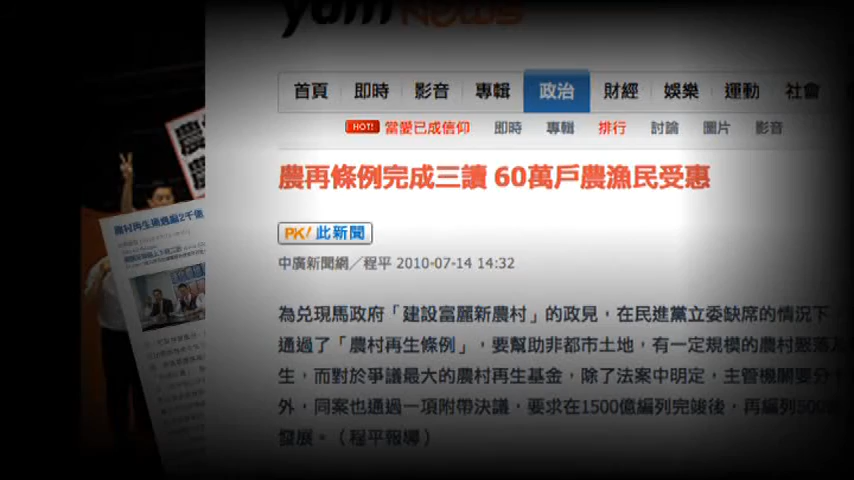 yam News
首頁 即時 影音 專輯 政治 財經 娛樂 運動 社會
HOT! 當愛已成信仰 即時 專輯 排行 討論 圖片 影音
農再條例完成三讀 60萬戶農漁民受惠
PK! 此新聞
中廣新聞網／程平 2010-07-14 14:32
為兌現馬政府「建設富麗新農村」的政見，在民進黨立委缺席的情況下
通過了「農村再生條例」，要幫助非都市土地，有一定規模的農村聚落及
生，而對於爭議最大的農村再生基金，除了法案中明定，主管機關要分
外，同案也通過一項附帶決議，要求在1500億編列完竣後，再編列500
發展。（程平報導）